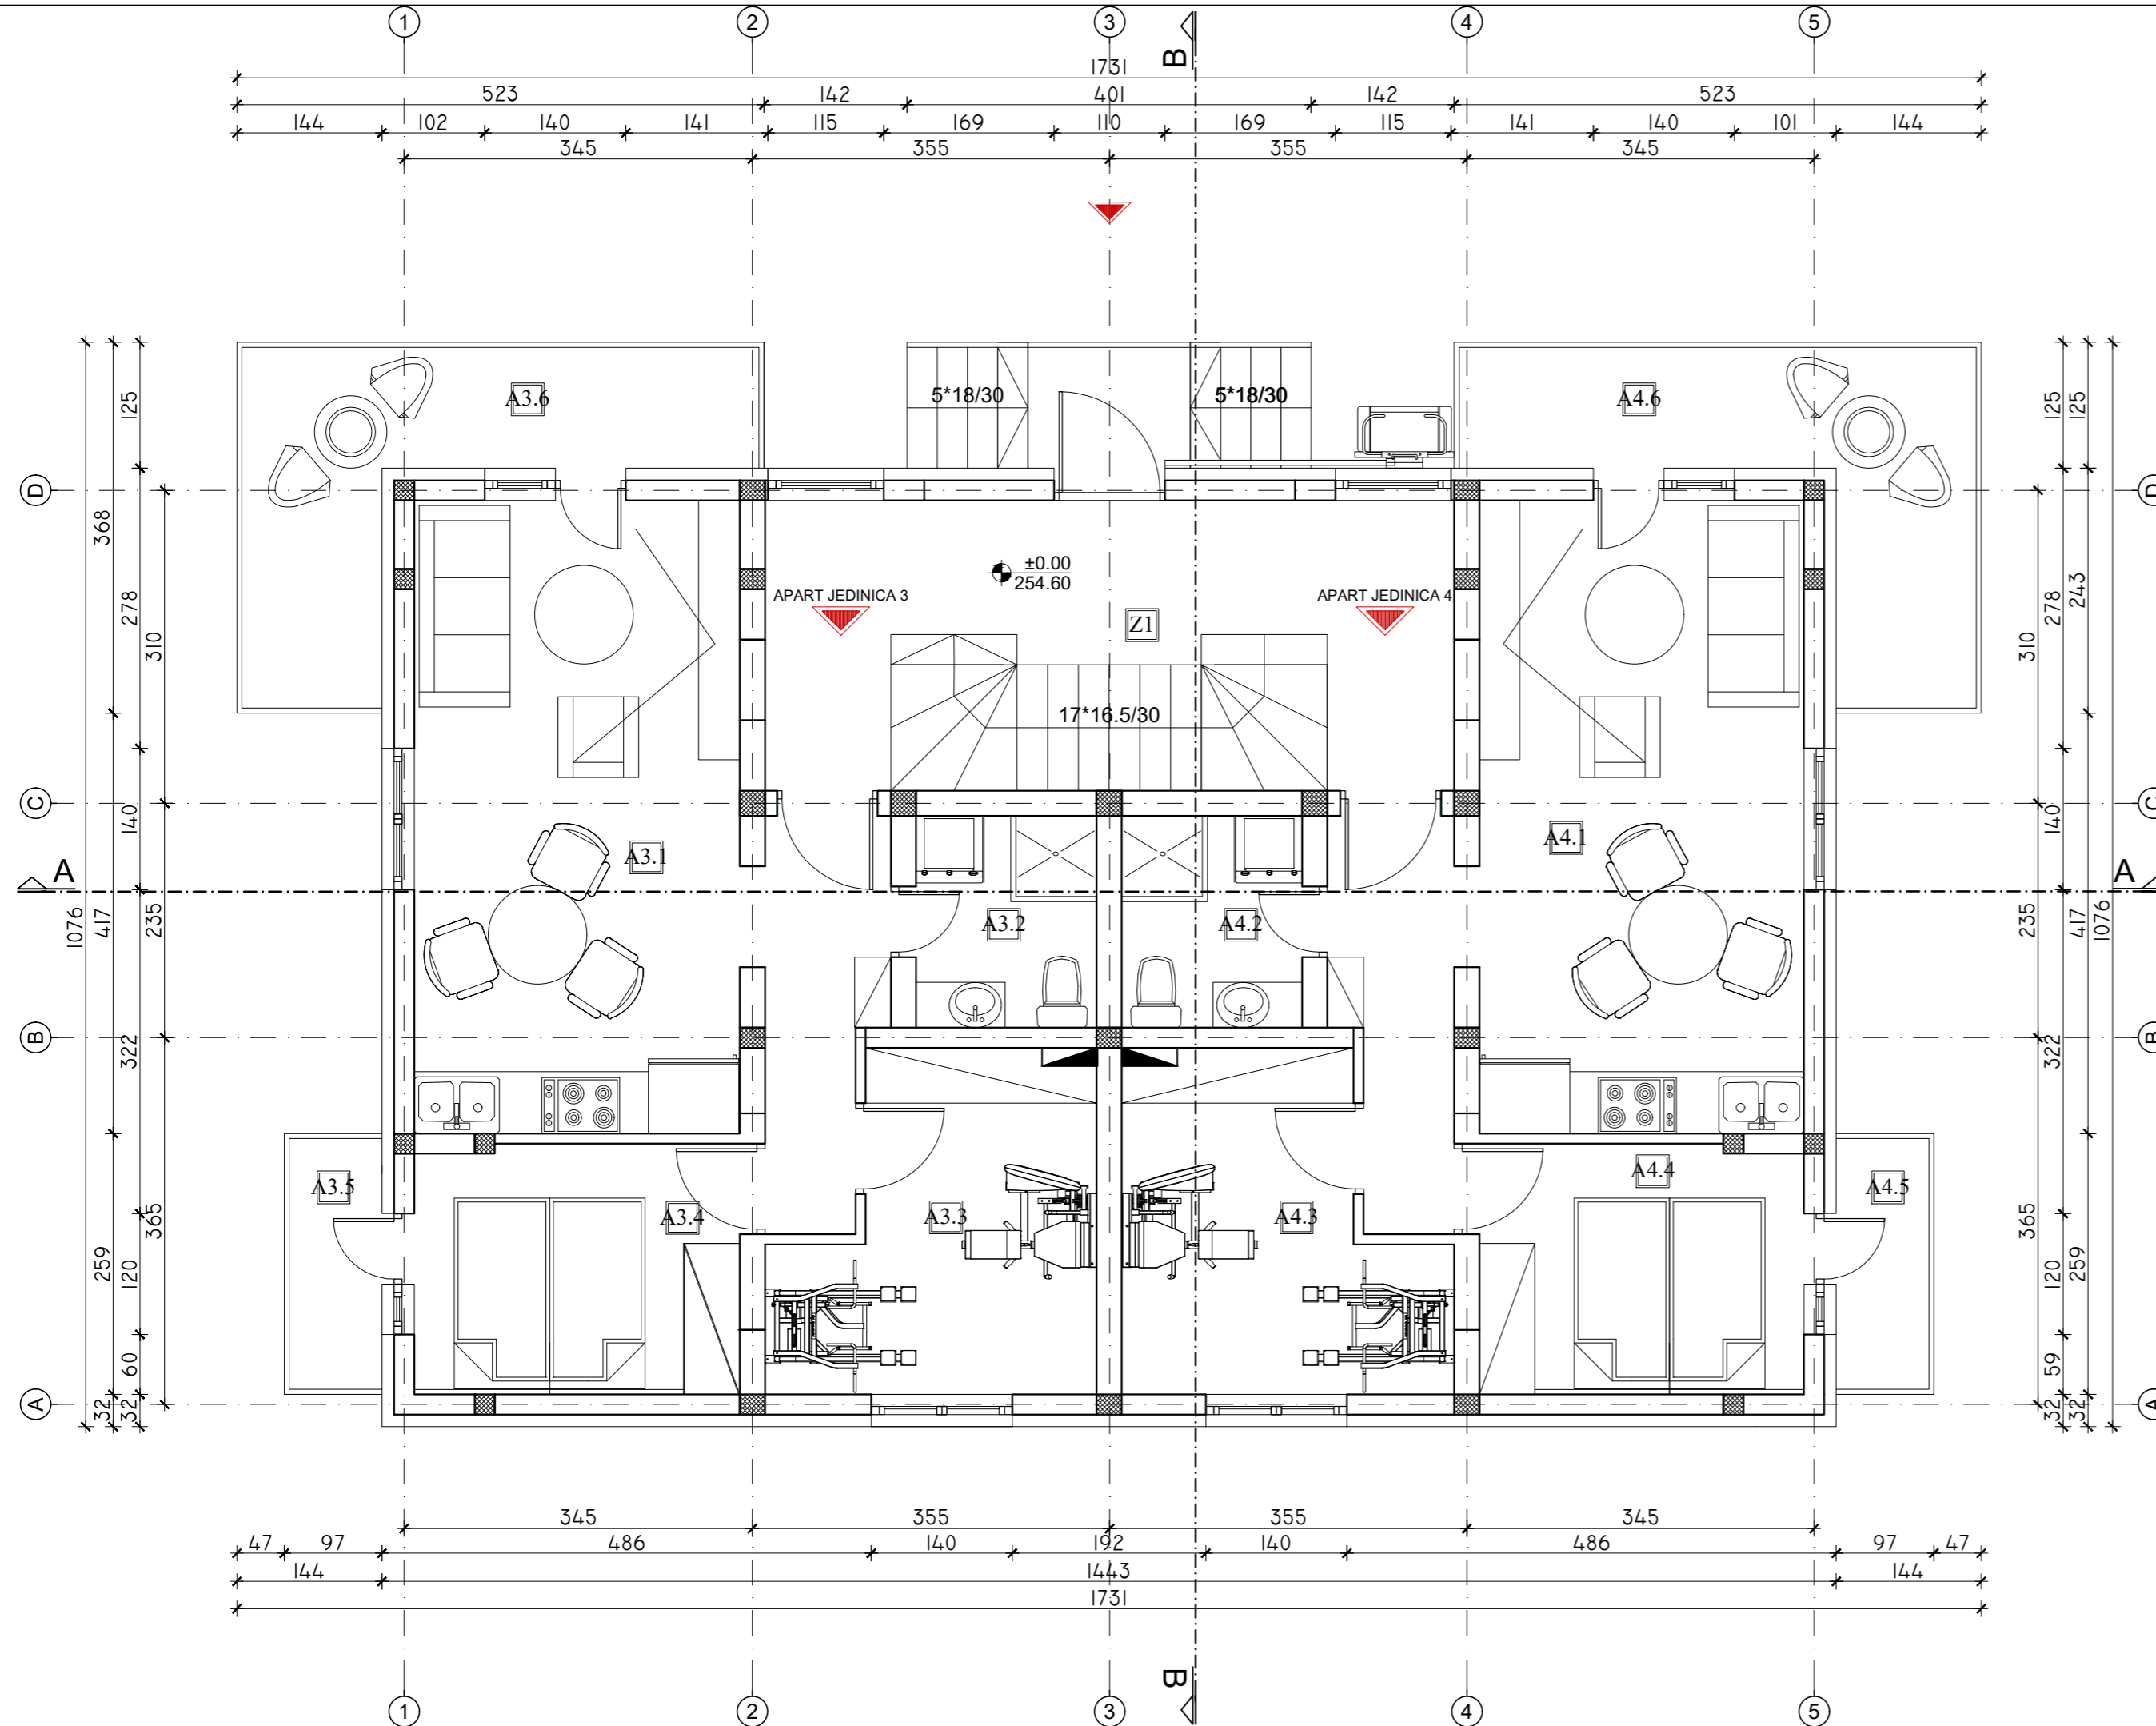 1 2 3 4 5
B
1731
523 142 401 142 523
144 102 140 141 115 169 110 169 115 141 140 101 144
345 355 355 345
A3.6 5*18/30 5*18/30 A4.6
125 125 125
D D
368 278 310
±0.00
254.60
APART JEDINICA 3 APART JEDINICA 4
Z1
310 278 243
17*16.5/30
C C
140 140
A3.1 A4.1
A A
A3.2 A4.2
1076 417 235 235 417 1076
B B
322 322
A3.5 A3.4 A3.3 A4.3 A4.4 A4.5
259 120 365 365 120 259
60 59
A A
32 32 32 32
345 355 355 345
47 97 486 140 192 140 486 97 47
144 1443 144
1731
B
1 2 3 4 5